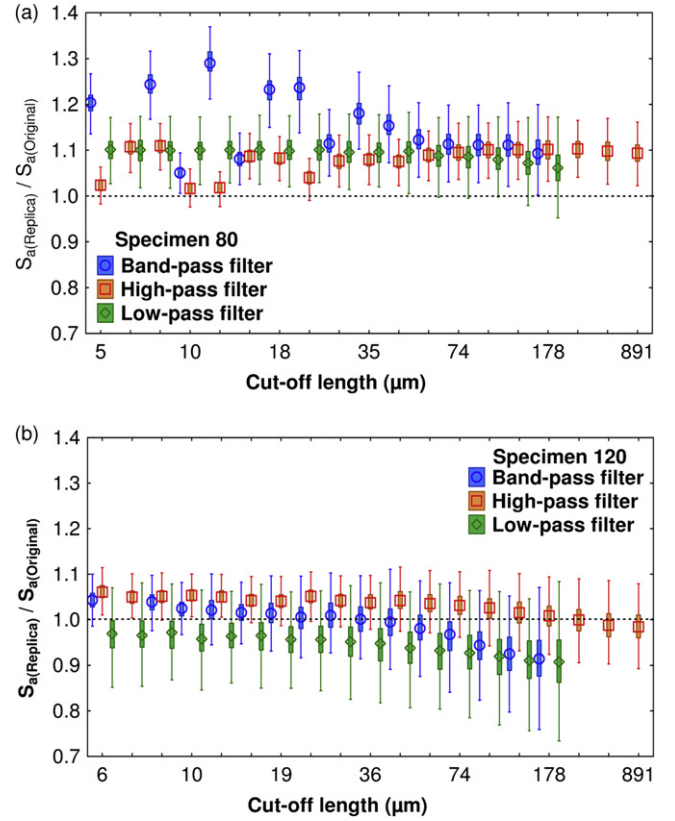 (a)
1.4
1.3
1.2
1.1
1.0
0.9
0.8
0.7
Sa(Replica) / Sa(Original)
Specimen 80
Band-pass filter
High-pass filter
Low-pass filter
5 10 18 35 74 178 891
Cut-off length (µm)
(b)
1.4
1.3
1.2
1.1
1.0
0.9
0.8
0.7
Sa(Replica) / Sa(Original)
Specimen 120
Band-pass filter
High-pass filter
Low-pass filter
6 10 19 36 74 178 891
Cut-off length (µm)